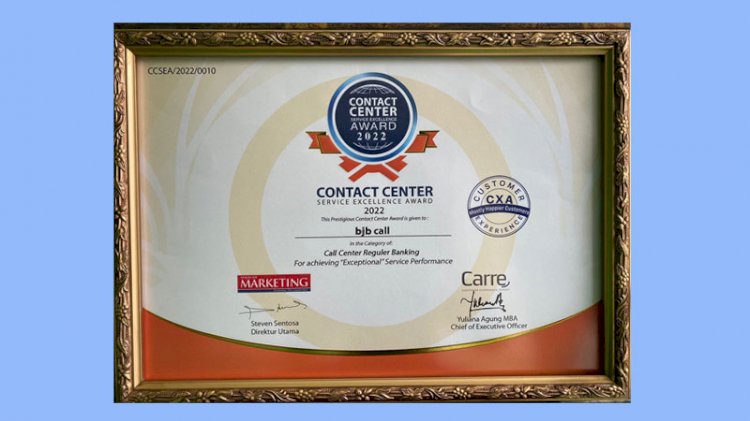 CCSEA/2022/0010
CONTACT
CENTER
SERVICE EXCELLENCE
AWARD
2022
CONTACT CENTER
SERVICE EXCELLENCE AWARD
2022
This Prestigious Contact Center Award is given to :
bjb call
In the Category of:
Call Center Reguler Banking
For achieving "Exceptional" Service Performance
CUSTOMER
CXA
Mostly Happier Customers
EXPERIENCE
MARKETING
Steven Sentosa
Direktur Utama
Carre
Yuliana Agung MBA
Chief of Executive Officer